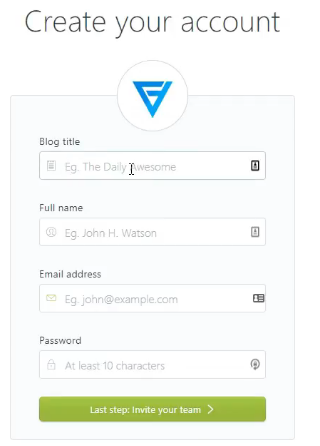 Create your account
Blog title
Eg. The Daily Awesome
Full name
Eg. John H. Watson
Email address
Eg. john@example.com
Password
At least 10 characters
Last step: Invite your team